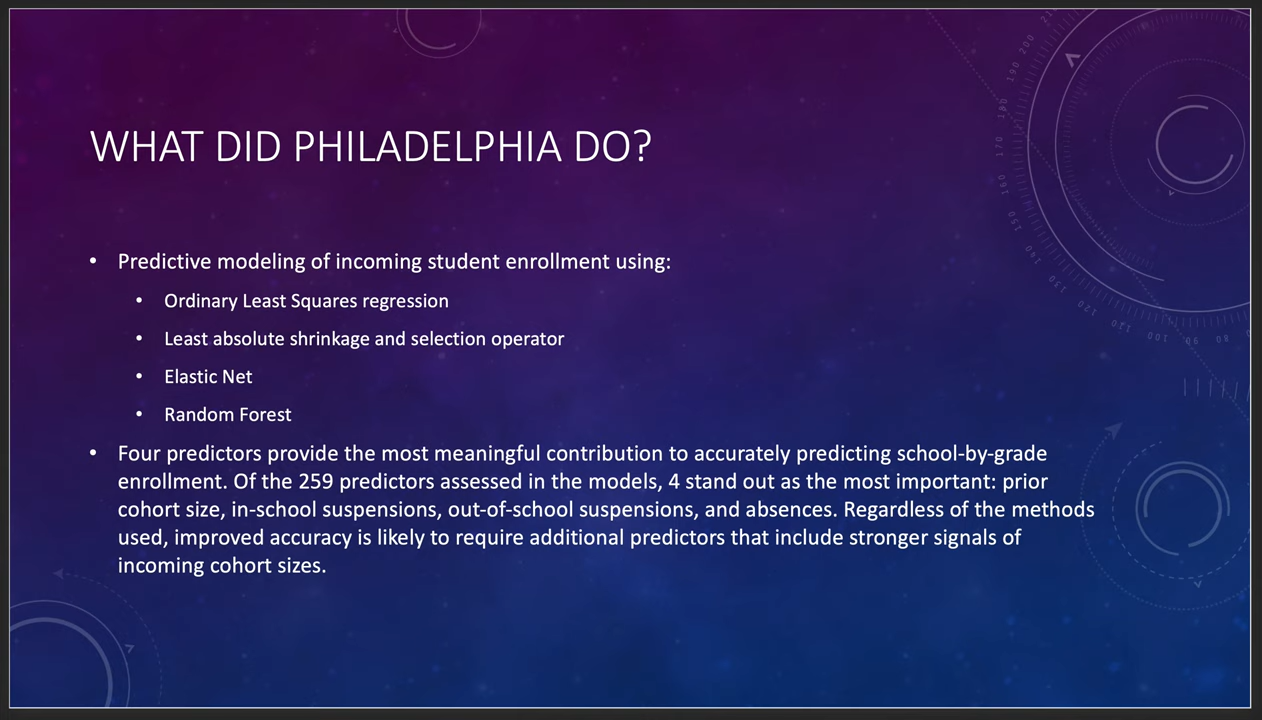 WHAT DID PHILADELPHIA DO?
• Predictive modeling of incoming student enrollment using:
• Ordinary Least Squares regression
• Least absolute shrinkage and selection operator
• Elastic Net
• Random Forest
• Four predictors provide the most meaningful contribution to accurately predicting school-by-grade
enrollment. Of the 259 predictors assessed in the models, 4 stand out as the most important: prior
cohort size, in-school suspensions, out-of-school suspensions, and absences. Regardless of the methods
used, improved accuracy is likely to require additional predictors that include stronger signals of
incoming cohort sizes.